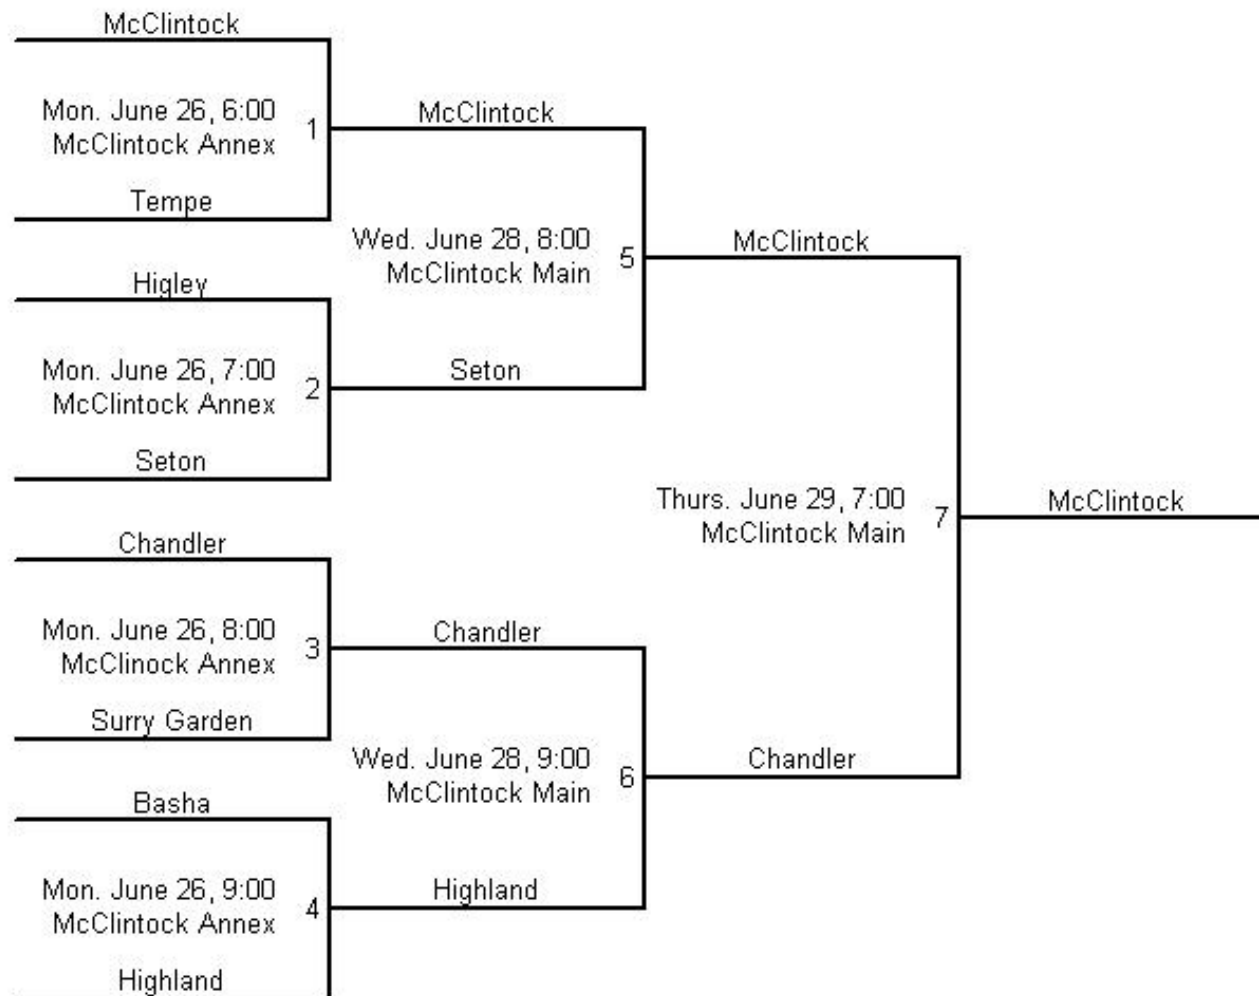 McClintock
Mon. June 26, 6:00
McClintock Annex
1
Tempe
McClintock
Higley
Mon. June 26, 7:00
McClintock Annex
2
Seton
Wed. June 28, 8:00
McClintock Main
5
Seton
McClintock
Chandler
Mon. June 26, 8:00
McClinock Annex
3
Surry Garden
Chandler
Basha
Mon. June 26, 9:00
McClintock Annex
4
Highland
Wed. June 28, 9:00
McClintock Main
6
Highland
Chandler
Thurs. June 29, 7:00
McClintock Main
7
McClintock